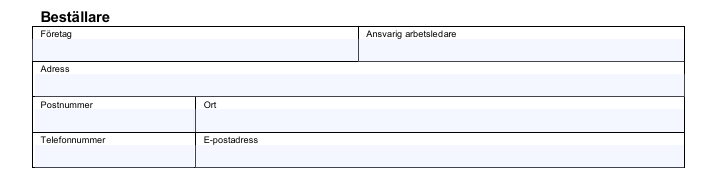 Beställare
Företag Ansvarig arbetsledare
Adress
Postnummer Ort
Telefonnummer E-postadress